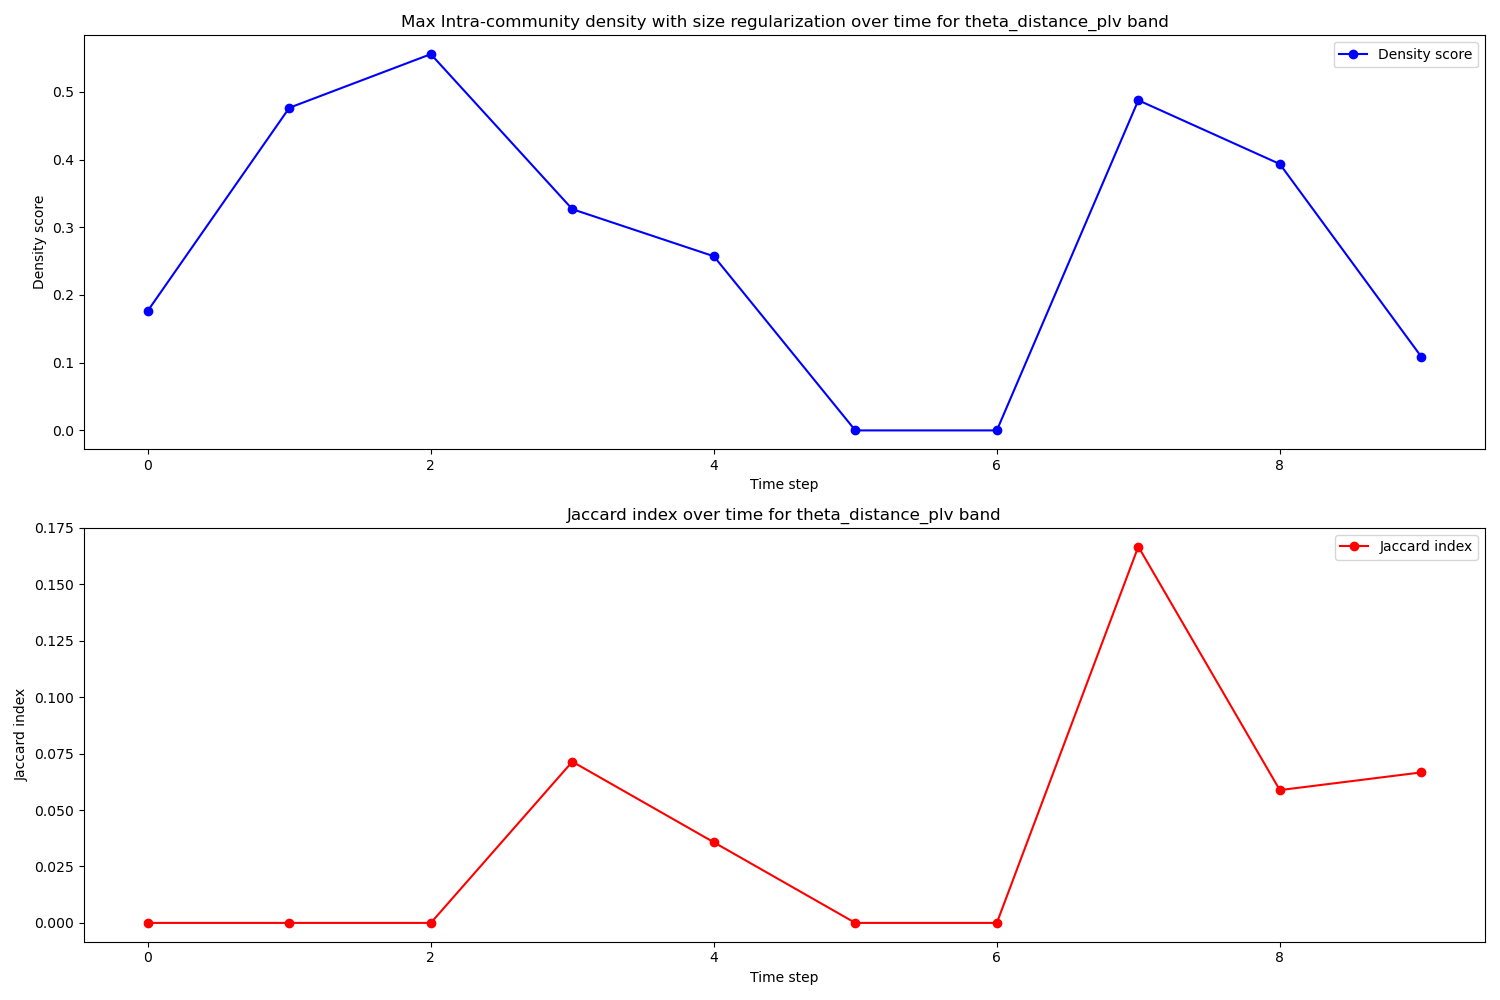 Max Intra-community density with size regularization over time for theta_distance_plv band
Density score
Density score
0.5
0.4
0.3
0.2
0.1
0.0
0 2 4 6 8
Time step
Jaccard index over time for theta_distance_plv band
Jaccard index
Jaccard index
0.175
0.150
0.125
0.100
0.075
0.050
0.025
0.000
0 2 4 6 8
Time step